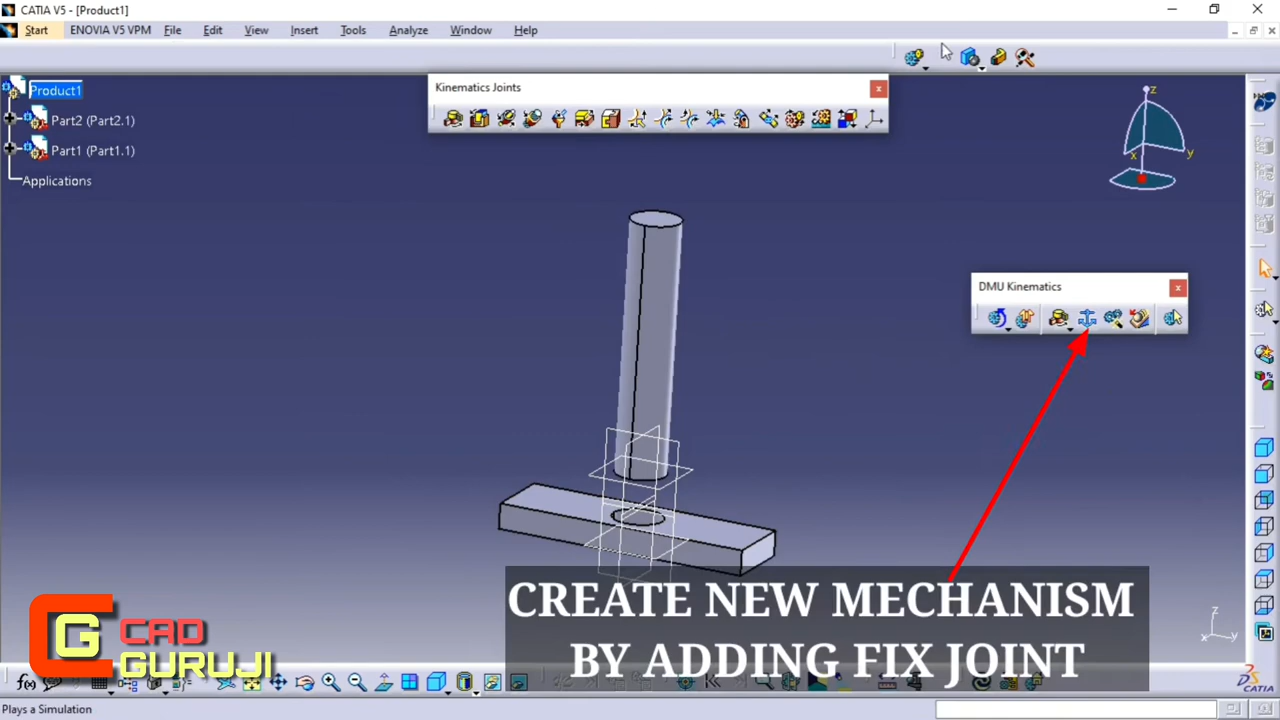 CATIA V5 - [Product1]
Start ENOVIA V5 VPM File Edit View Insert Tools Analyze Window Help
Kinematics Joints
Product1
Part2 (Part2.1)
Part1 (Part1.1)
Applications
z
x
y
DMU Kinematics
CREATE NEW MECHANISM
BY ADDING FIX JOINT
CG CAD
GURUJI
z
x
y
f(x)
CATIA
Plays a Simulation